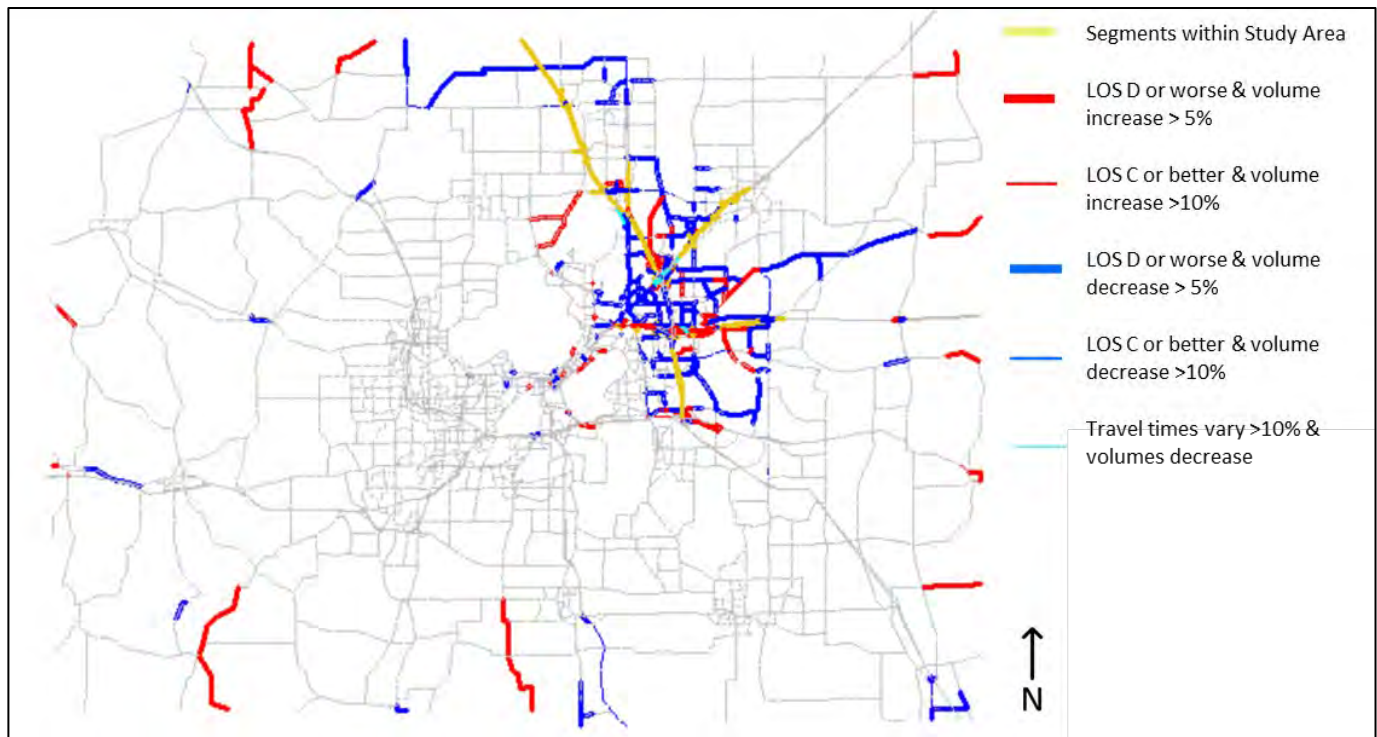 Segments within Study Area
LOS D or worse & volume
increase > 5%
LOS C or better & volume
increase >10%
LOS D or worse & volume
decrease > 5%
LOS C or better & volume
decrease >10%
Travel times vary >10% &
volumes decrease
N